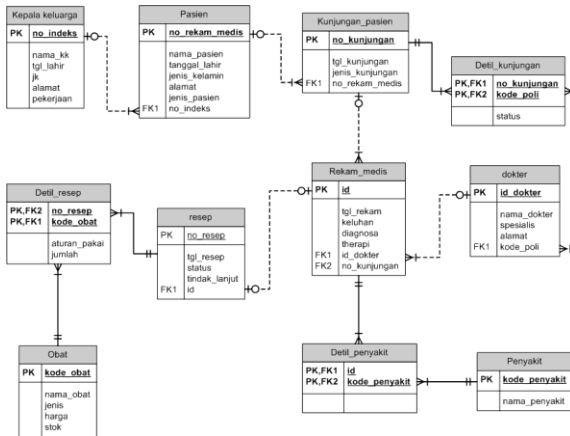 Kepala keluarga
PK no_indeks
nama_kk
tgl_lahir
jk
alamat
pekerjaan
Pasien
PK no_rekam_medis
nama_pasien
tanggal_lahir
jenis_kelamin
alamat
jenis_pasien
FK1 no_indeks
Kunjungan_pasien
PK no_kunjungan
tgl_kunjungan
jenis_kunjungan
FK1 no_rekam_medis
Detil_kunjungan
PK,FK1 no_kunjungan
PK,FK2 kode_poli
status
Detil_resep
PK,FK2 no_resep
PK,FK1 kode_obat
aturan_pakai
jumlah
resep
PK no_resep
tgl_resep
status
tindak_lanjut
FK1 id
Rekam_medis
PK id
tgl_rekam
keluhan
diagnosa
therapi
FK1 id_dokter
FK2 no_kunjungan
dokter
PK id_dokter
nama_dokter
spesialis
alamat
FK1 kode_poli
Obat
PK kode_obat
nama_obat
jenis
harga
stok
Detil_penyakit
PK,FK1 id
PK,FK2 kode_penyakit
Penyakit
PK kode_penyakit
nama_penyakit